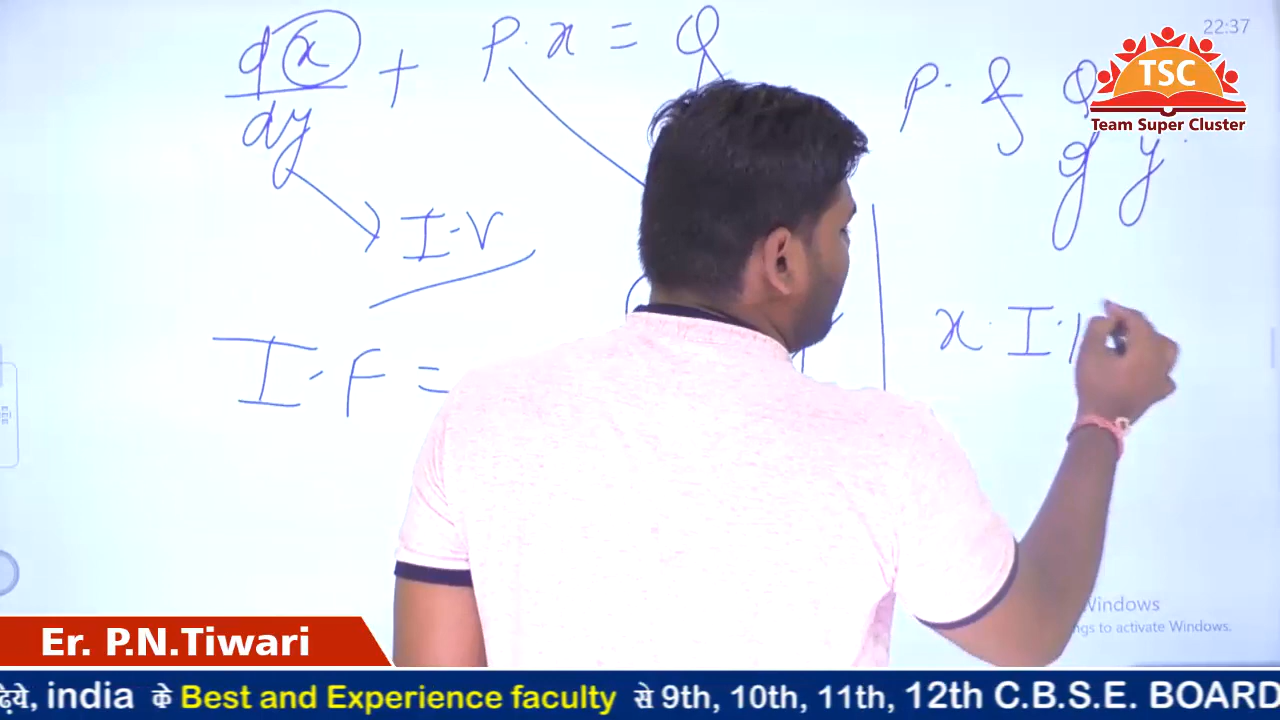 22:37
TSC
Team Super Cluster
dx/dy + P.x = Q
P. & Q
y
I.V
x. I.
I.F =
Windows
ngs to activate Windows.
Er. P.N.Tiwari
india के Best and Experience faculty से 9th, 10th, 11th, 12th C.B.S.E. BOARD